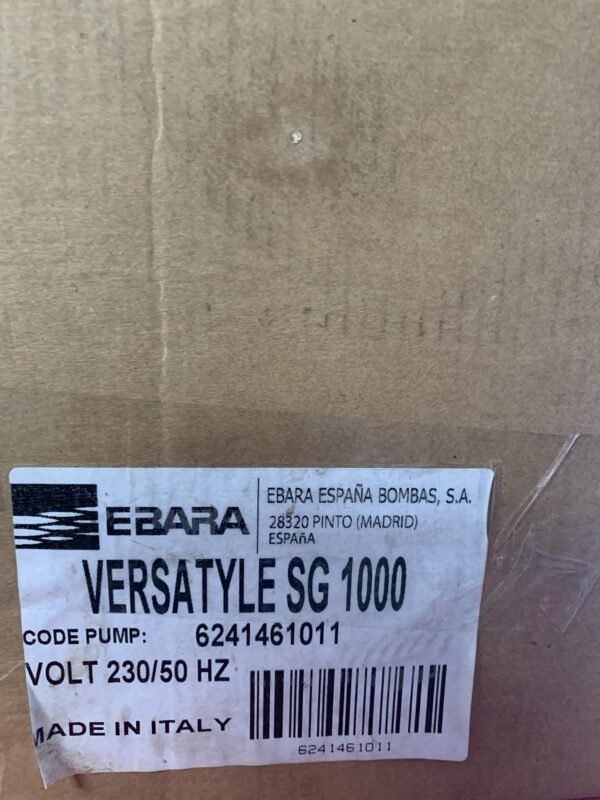 EBARA
EBARA ESPAÑA BOMBAS, S.A.
28320 PINTO (MADRID)
ESPAñA
VERSATYLE SG 1000
CODE PUMP: 6241461011
VOLT 230/50 HZ
MADE IN ITALY
6241461011